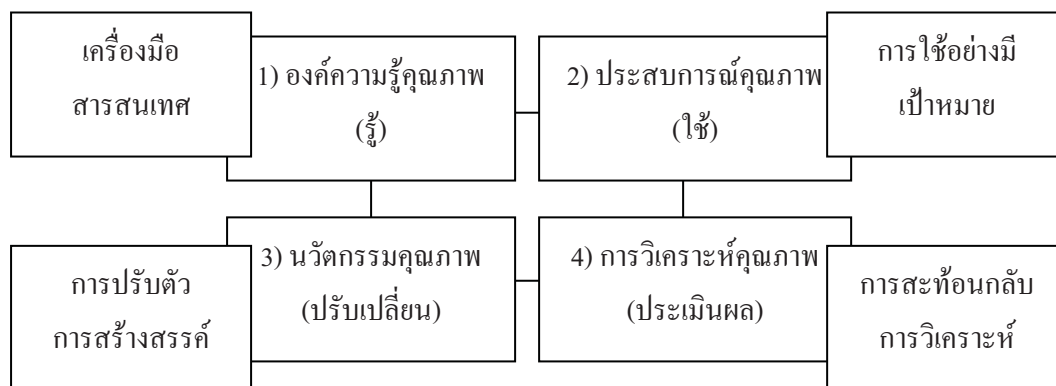 เครื่องมือ
สารสนเทศ
1) องค์ความรู้คุณภาพ
(รู้)
2) ประสบการณ์คุณภาพ
(ใช้)
การใช้อย่างมี
เป้าหมาย
การปรับตัว
การสร้างสรรค์
3) นวัตกรรมคุณภาพ
(ปรับเปลี่ยน)
4) การวิเคราะห์คุณภาพ
(ประเมินผล)
การสะท้อนกลับ
การวิเคราะห์